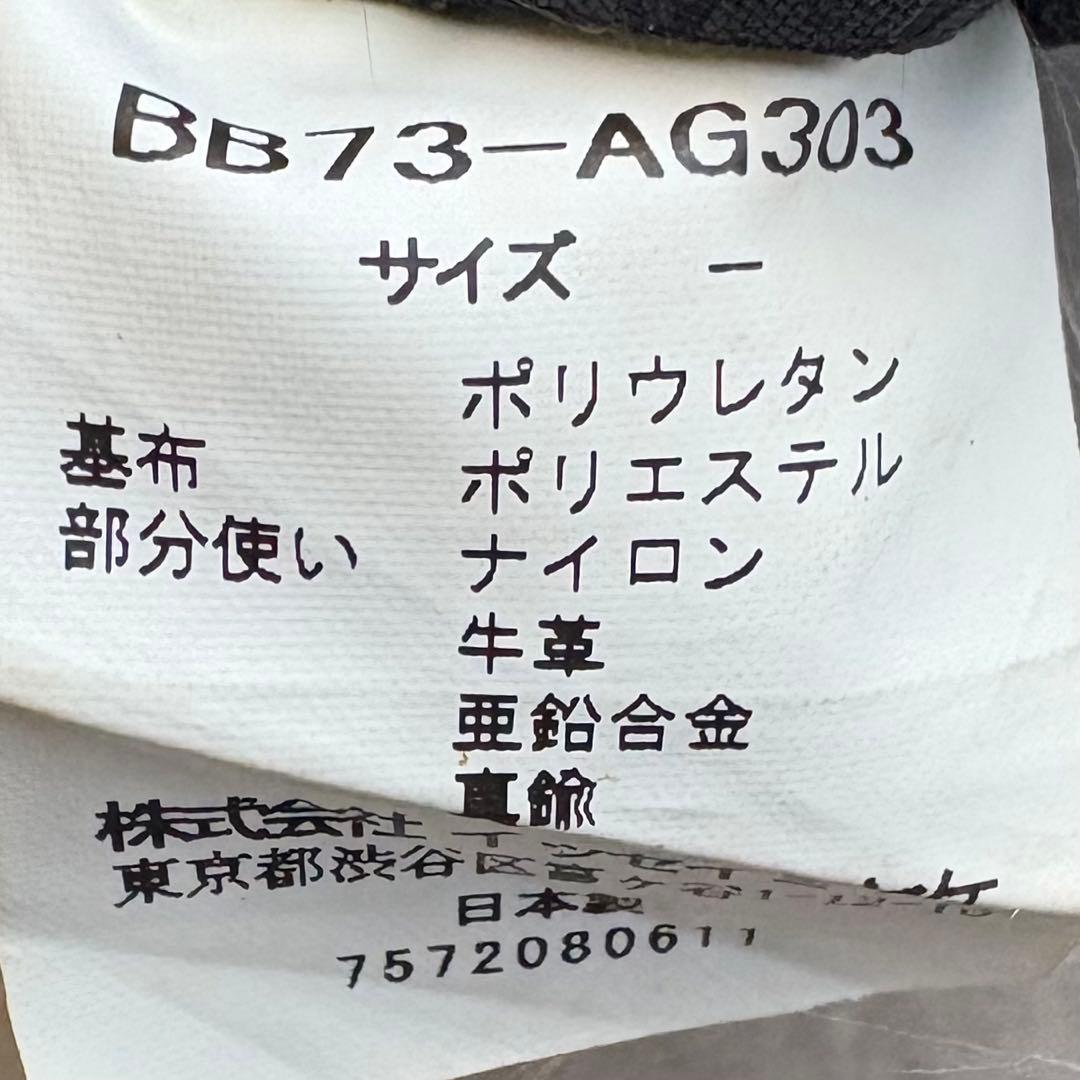 BB73-AG303
サイズ -
ポリウレタン
基布 ポリエステル
部分使い ナイロン
牛革
亜鉛合金
真鍮
株式会社
東京都渋谷区
日本製
7572080611